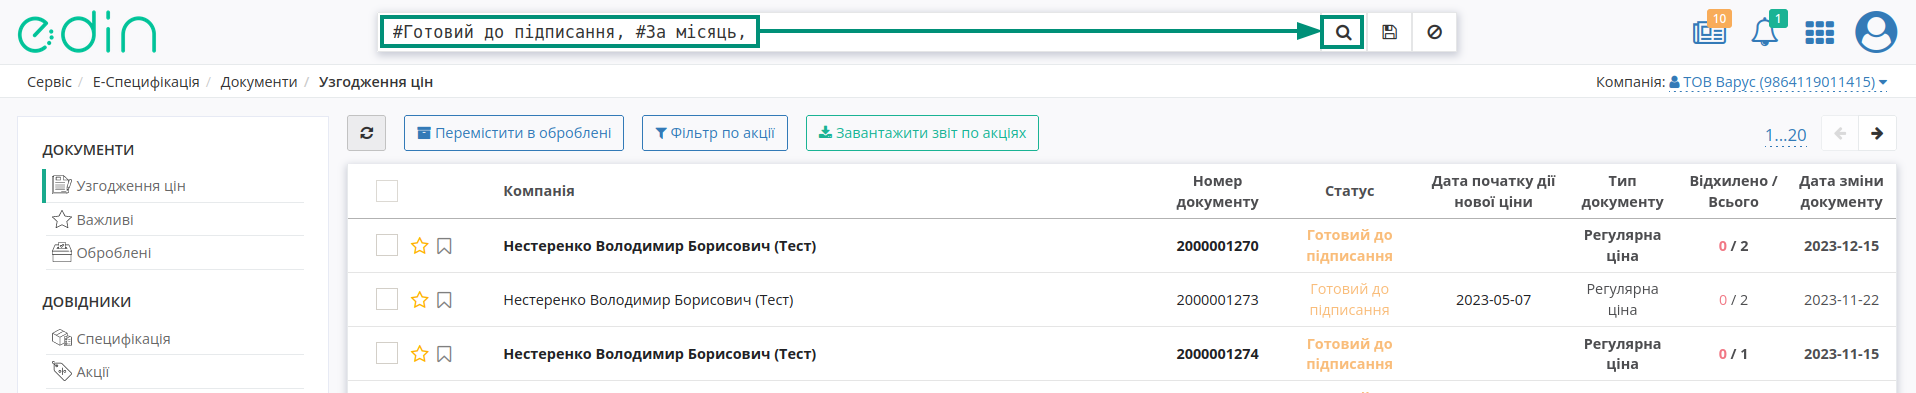 edin
#Готовий до підписання, #За місяць,
10
1
Сервіс / Е-Специфікація / Документи / Узгодження цін
Компанія: ТОВ Варус (9864119011415)
ДОКУМЕНТИ
Узгодження цін
Важливі
Оброблені
ДОВІДНИКИ
Специфікація
Акції
Перемістити в оброблені
Фільтр по акції
Завантажити звіт по акціях
1...20
Компанія
Номер документу
Статус
Дата початку дії нової ціни
Тип документу
Відхилено / Всього
Дата зміни документу
Нестеренко Володимир Борисович (Тест)
2000001270
Готовий до підписання
Регулярна ціна
0 / 2
2023-12-15
Нестеренко Володимир Борисович (Тест)
2000001273
Готовий до підписання
2023-05-07
Регулярна ціна
0 / 2
2023-11-22
Нестеренко Володимир Борисович (Тест)
2000001274
Готовий до підписання
Регулярна ціна
0 / 1
2023-11-15